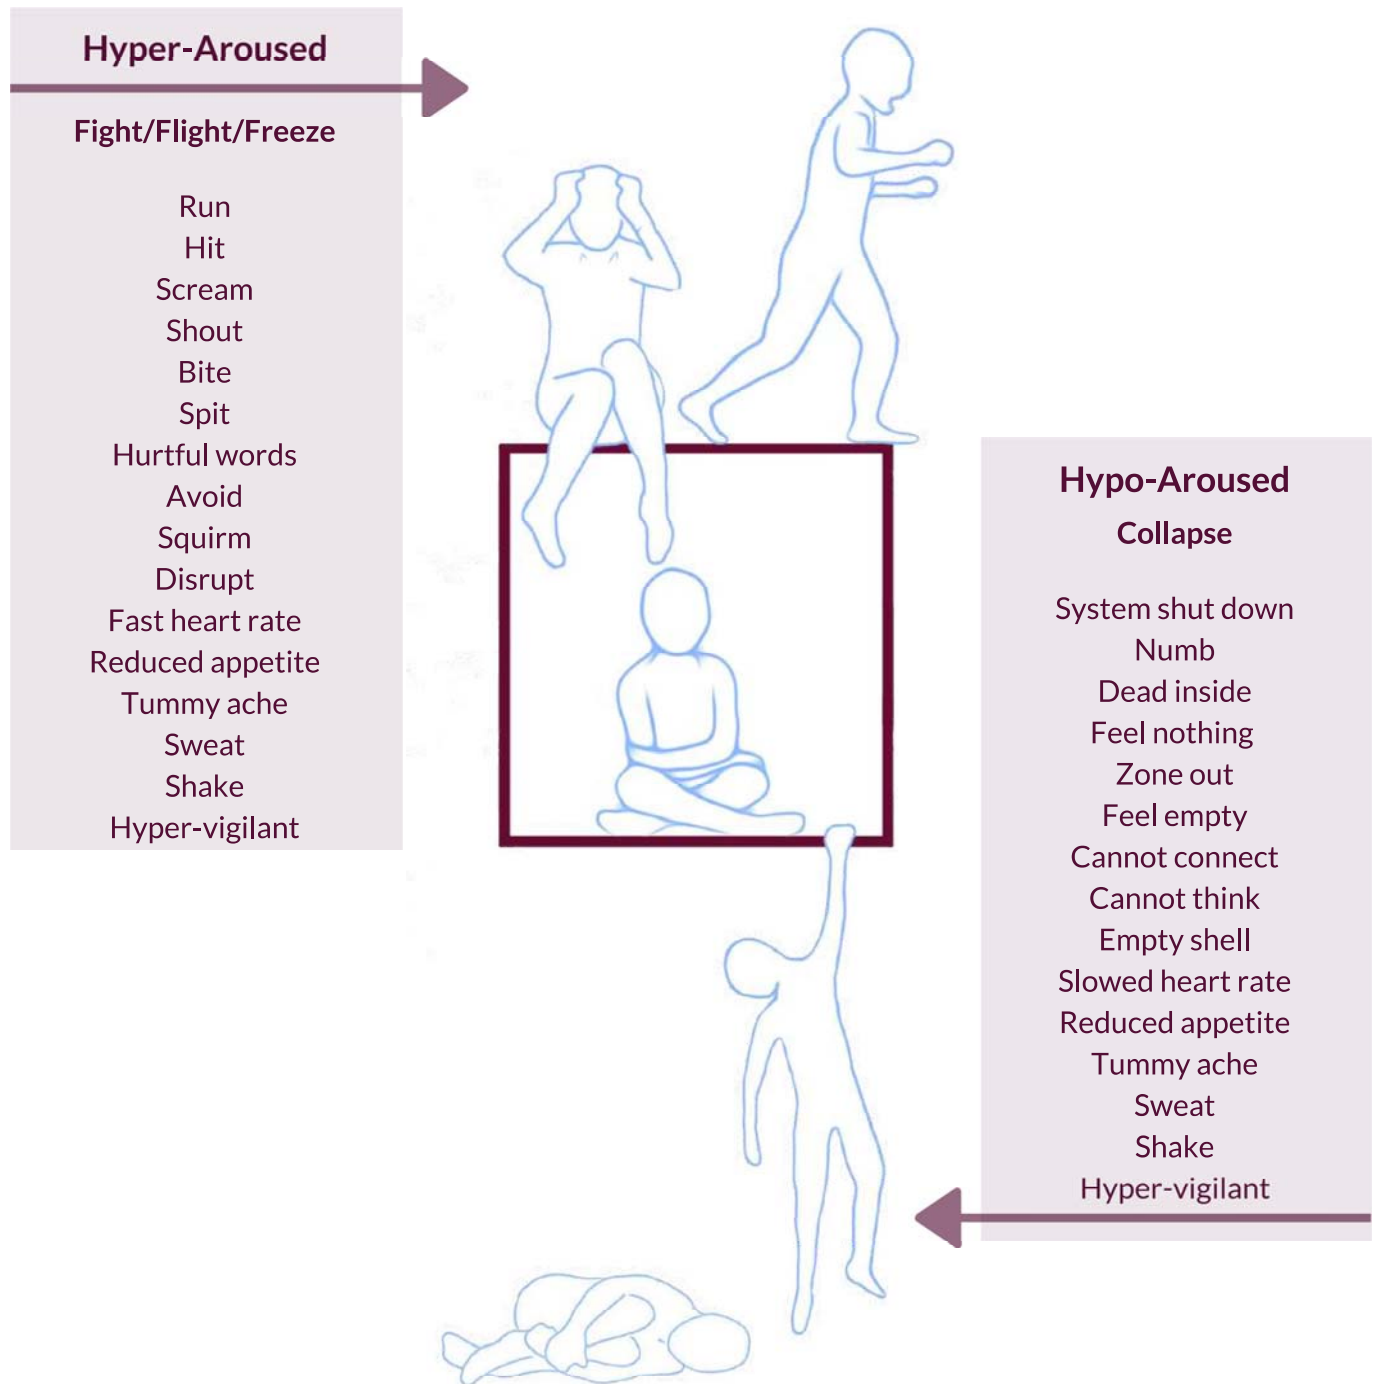 Hyper-Aroused
Fight/Flight/Freeze
Run
Hit
Scream
Shout
Bite
Spit
Hurtful words
Avoid
Squirm
Disrupt
Fast heart rate
Reduced appetite
Tummy ache
Sweat
Shake
Hyper-vigilant
Hypo-Aroused
Collapse
System shut down
Numb
Dead inside
Feel nothing
Zone out
Feel empty
Cannot connect
Cannot think
Empty shell
Slowed heart rate
Reduced appetite
Tummy ache
Sweat
Shake
Hyper-vigilant